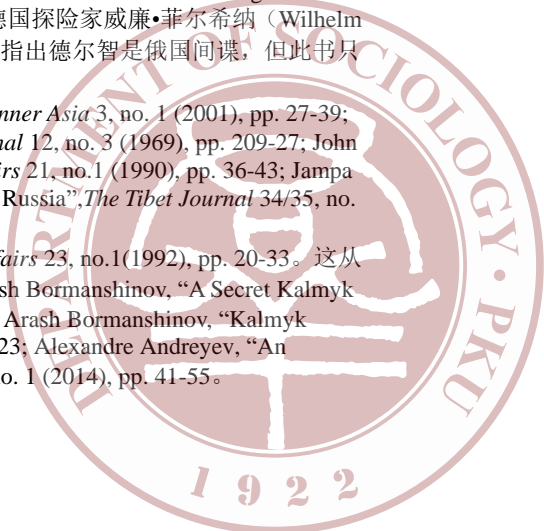 德国探险家威廉•菲尔希纳（Wilhelm
指出德尔智是俄国间谍，但此书只
nner Asia 3, no. 1 (2001), pp. 27-39;
nal 12, no. 3 (1969), pp. 209-27; John
irs 21, no.1 (1990), pp. 36-43; Jampa
Russia”,The Tibet Journal 34/35, no.
ffairs 23, no.1(1992), pp. 20-33。这从
sh Bormanshinov, “A Secret Kalmyk
Arash Bormanshinov, “Kalmyk
23; Alexandre Andreyev, “An
no. 1 (2014), pp. 41-55。
DEPARTMENT OF SOCIOLOGY • PKU
1922